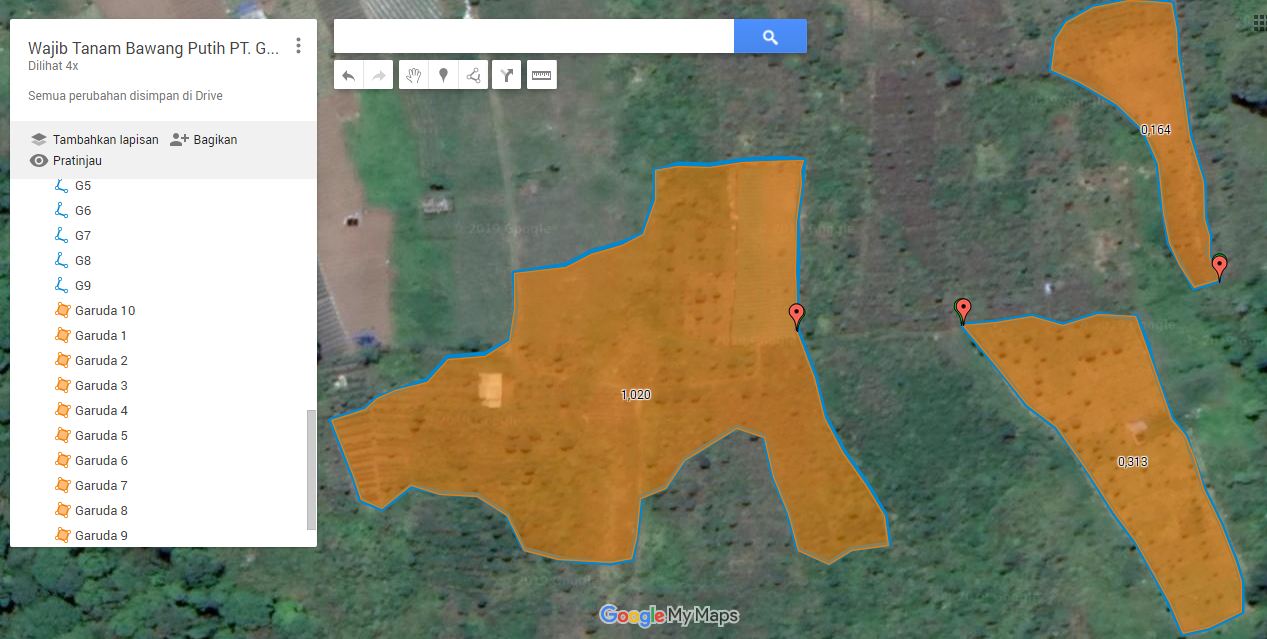 Wajib Tanam Bawang Putih PT. G...
Dilihat 4x
Semua perubahan disimpan di Drive
Tambahkan lapisan
Bagikan
Pratinjau
G5
G6
G7
G8
G9
Garuda 10
Garuda 1
Garuda 2
Garuda 3
Garuda 4
Garuda 5
Garuda 6
Garuda 7
Garuda 8
Garuda 9
0,164
1,020
0,313
© 2019 Google
Google My Maps